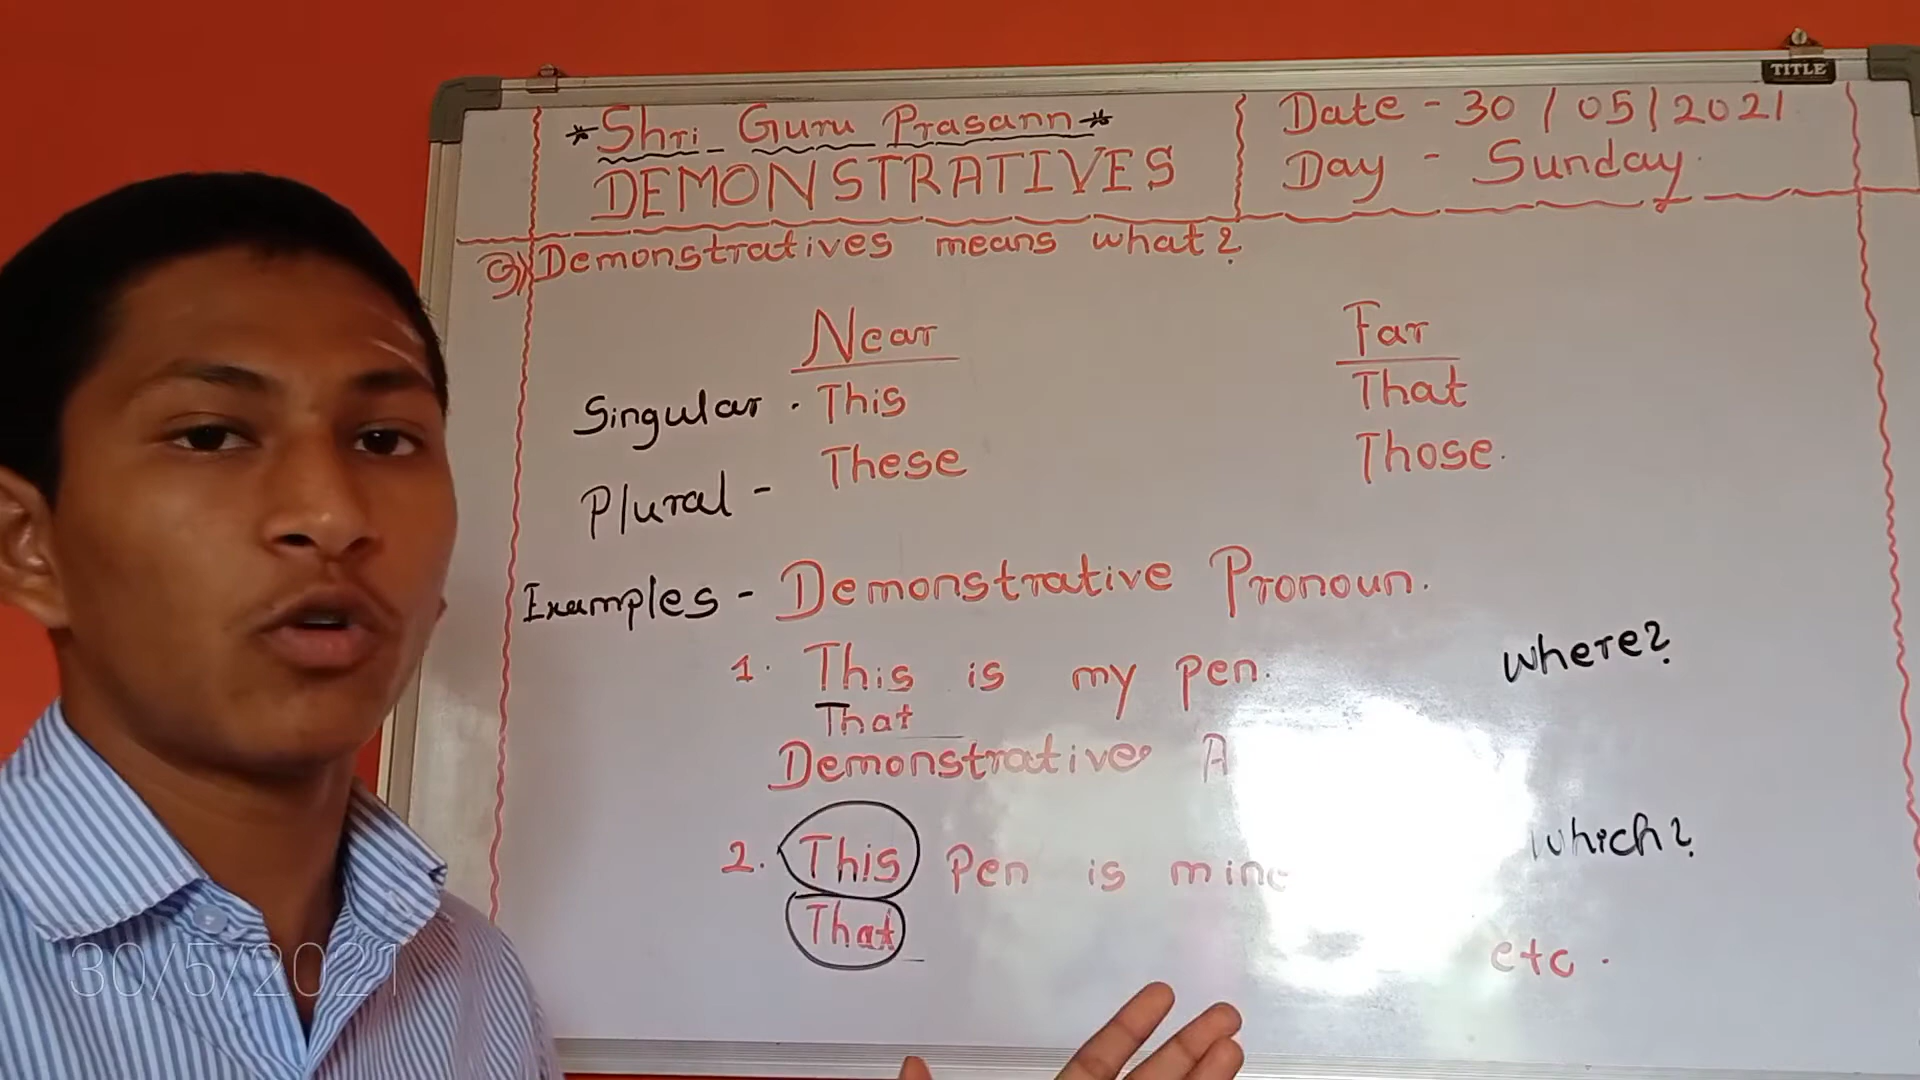 TITLE
*Shri Guru Prasann*
DEMONSTRATIVES
Date - 30/05/2021
Day - Sunday.
Q) Demonstratives means what?
Near Far
Singular . This That
Plural - These Those.
Examples - Demonstrative Pronoun.
1. This is my pen. where?
That
Demonstrative
2. This Pen is mine which?
That
etc.
30/5/2021